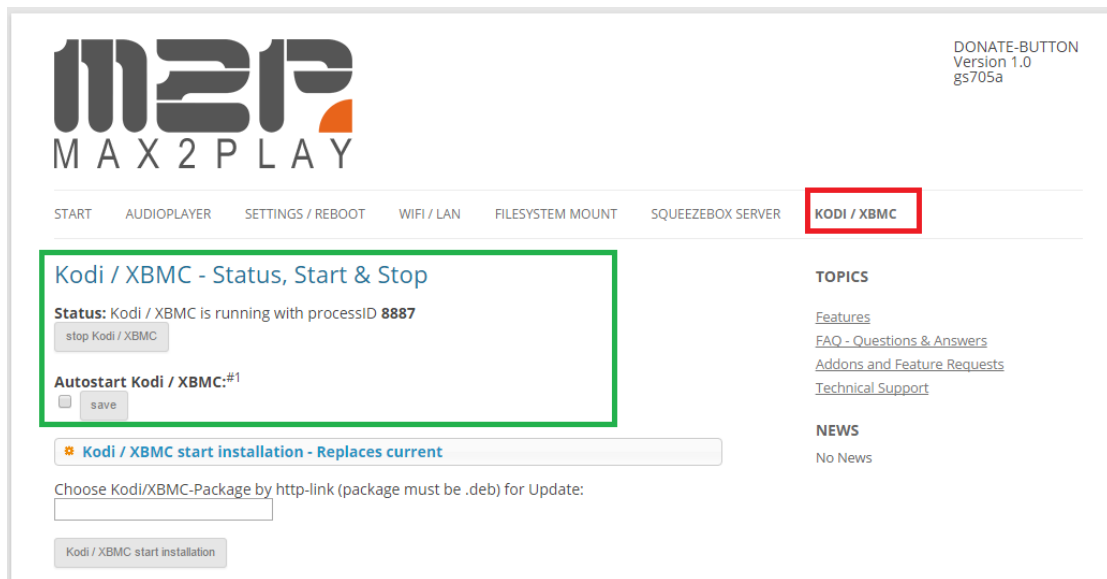 M2P
MAX2PLAY
DONATE-BUTTON
Version 1.0
gs705a
START AUDIOPLAYER SETTINGS / REBOOT WIFI / LAN FILESYSTEM MOUNT SQUEEZEBOX SERVER KODI / XBMC
Kodi / XBMC - Status, Start & Stop
Status: Kodi / XBMC is running with processID 8887
stop Kodi / XBMC
Autostart Kodi / XBMC:#1
save
Kodi / XBMC start installation - Replaces current
Choose Kodi/XBMC-Package by http-link (package must be .deb) for Update:
Kodi / XBMC start installation
TOPICS
Features
FAQ - Questions & Answers
Addons and Feature Requests
Technical Support
NEWS
No News